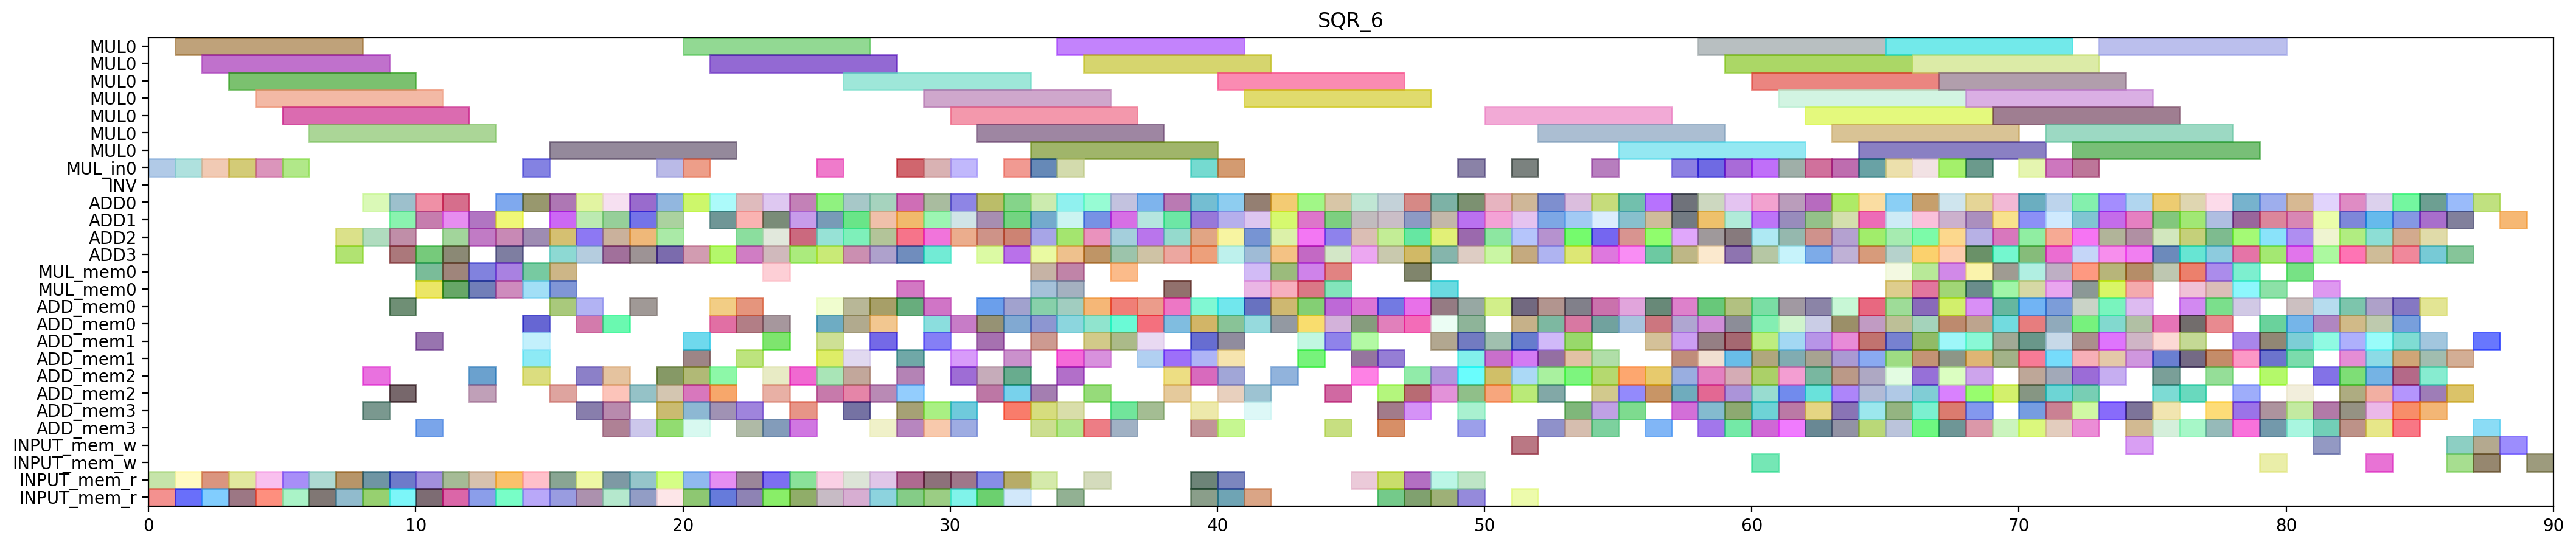 SQR_6
MUL0
MUL0
MUL0
MUL0
MUL0
MUL0
MUL0
MUL_in0
INV
ADD0
ADD1
ADD2
ADD3
MUL_mem0
MUL_mem0
ADD_mem0
ADD_mem0
ADD_mem1
ADD_mem1
ADD_mem2
ADD_mem2
ADD_mem3
ADD_mem3
INPUT_mem_w
INPUT_mem_w
INPUT_mem_r
INPUT_mem_r
0 10 20 30 40 50 60 70 80 90